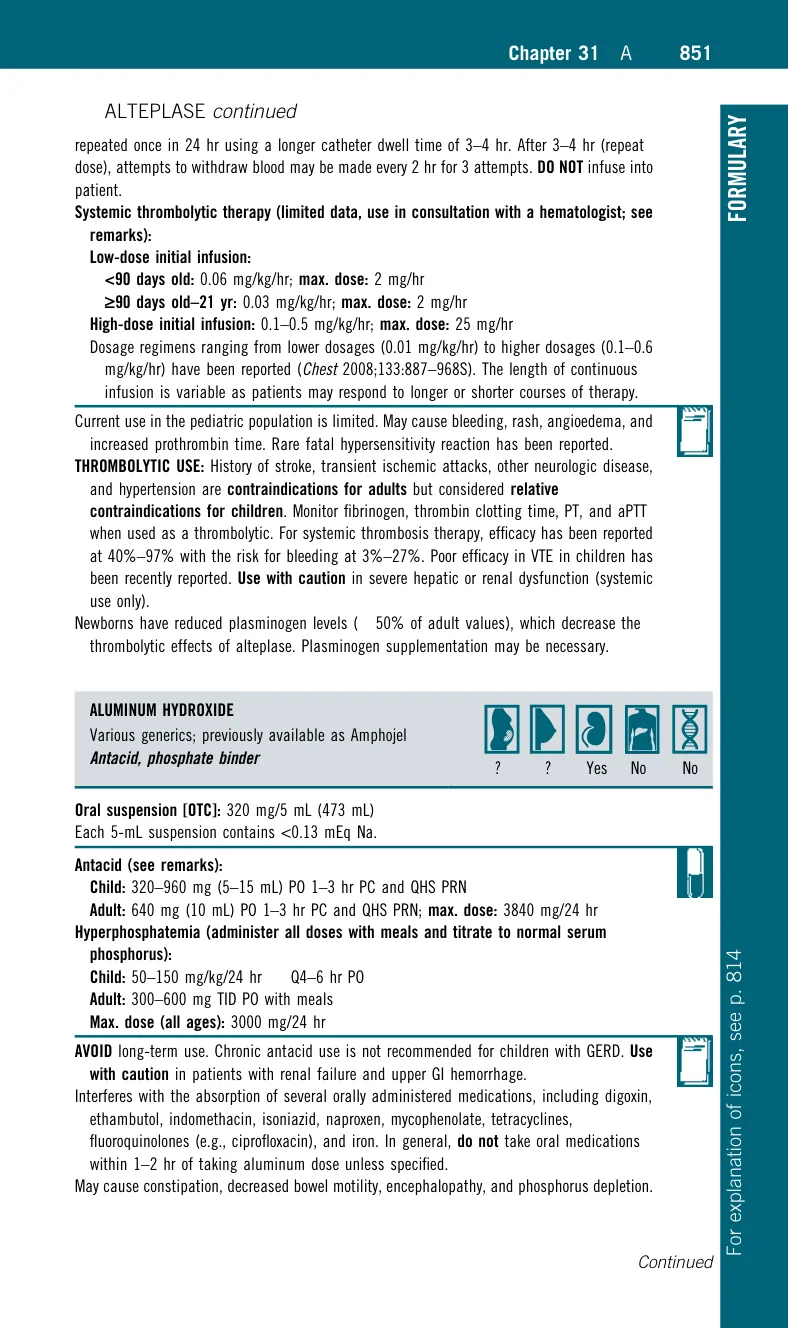 Chapter 31 A 851
ALTEPLASE continued
repeated once in 24 hr using a longer catheter dwell time of 3–4 hr. After 3–4 hr (repeat
dose), attempts to withdraw blood may be made every 2 hr for 3 attempts. DO NOT infuse into
patient.
Systemic thrombolytic therapy (limited data, use in consultation with a hematologist; see
remarks):
Low-dose initial infusion:
<90 days old: 0.06 mg/kg/hr; max. dose: 2 mg/hr
≥90 days old–21 yr: 0.03 mg/kg/hr; max. dose: 2 mg/hr
High-dose initial infusion: 0.1–0.5 mg/kg/hr; max. dose: 25 mg/hr
Dosage regimens ranging from lower dosages (0.01 mg/kg/hr) to higher dosages (0.1–0.6
mg/kg/hr) have been reported (Chest 2008;133:887–968S). The length of continuous
infusion is variable as patients may respond to longer or shorter courses of therapy.
Current use in the pediatric population is limited. May cause bleeding, rash, angioedema, and
increased prothrombin time. Rare fatal hypersensitivity reaction has been reported.
THROMBOLYTIC USE: History of stroke, transient ischemic attacks, other neurologic disease,
and hypertension are contraindications for adults but considered relative
contraindications for children. Monitor fibrinogen, thrombin clotting time, PT, and aPTT
when used as a thrombolytic. For systemic thrombosis therapy, efficacy has been reported
at 40%–97% with the risk for bleeding at 3%–27%. Poor efficacy in VTE in children has
been recently reported. Use with caution in severe hepatic or renal dysfunction (systemic
use only).
Newborns have reduced plasminogen levels ( 50% of adult values), which decrease the
thrombolytic effects of alteplase. Plasminogen supplementation may be necessary.
ALUMINUM HYDROXIDE
Various generics; previously available as Amphojel
Antacid, phosphate binder
? ? Yes No No
Oral suspension [OTC]: 320 mg/5 mL (473 mL)
Each 5-mL suspension contains <0.13 mEq Na.
Antacid (see remarks):
Child: 320–960 mg (5–15 mL) PO 1–3 hr PC and QHS PRN
Adult: 640 mg (10 mL) PO 1–3 hr PC and QHS PRN; max. dose: 3840 mg/24 hr
Hyperphosphatemia (administer all doses with meals and titrate to normal serum
phosphorus):
Child: 50–150 mg/kg/24 hr Q4–6 hr PO
Adult: 300–600 mg TID PO with meals
Max. dose (all ages): 3000 mg/24 hr
AVOID long-term use. Chronic antacid use is not recommended for children with GERD. Use
with caution in patients with renal failure and upper GI hemorrhage.
Interferes with the absorption of several orally administered medications, including digoxin,
ethambutol, indomethacin, isoniazid, naproxen, mycophenolate, tetracyclines,
fluoroquinolones (e.g., ciprofloxacin), and iron. In general, do not take oral medications
within 1–2 hr of taking aluminum dose unless specified.
May cause constipation, decreased bowel motility, encephalopathy, and phosphorus depletion.
Continued
FORMULARY
For explanation of icons, see p. 814